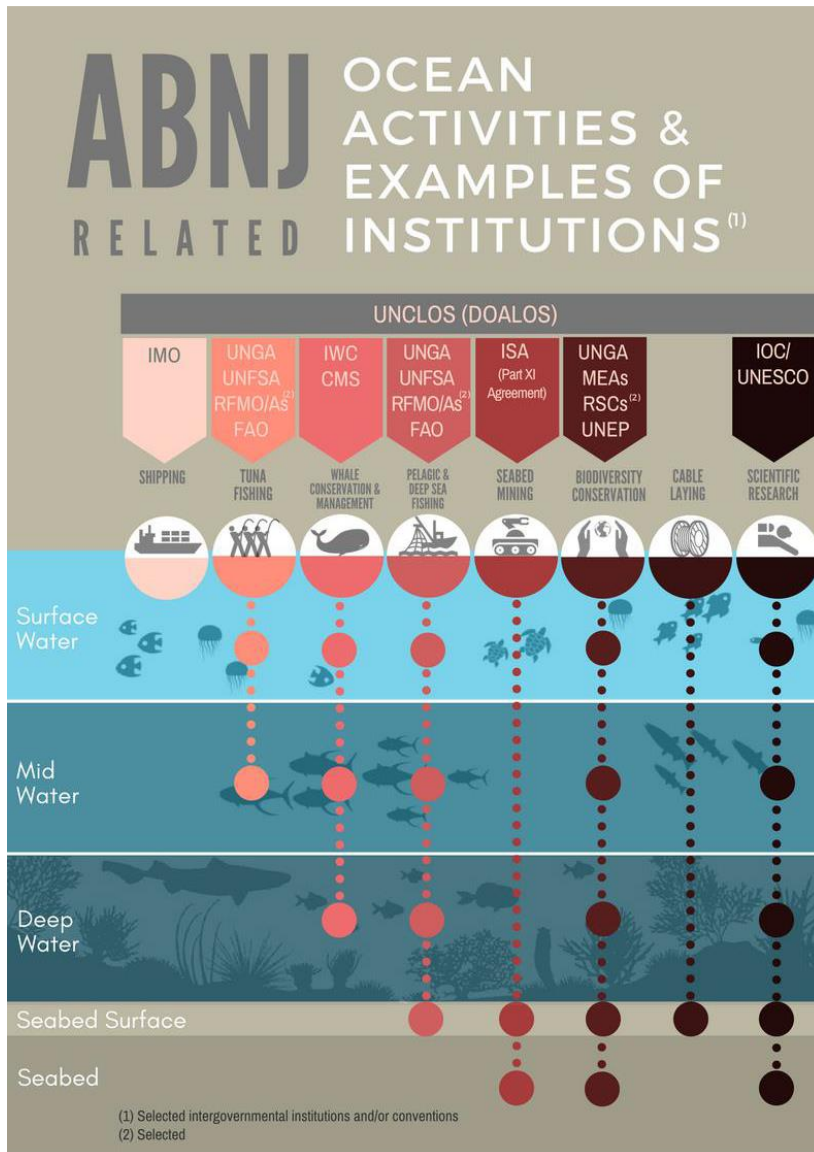 ABNJ
RELATED
OCEAN
ACTIVITIES &
EXAMPLES OF
INSTITUTIONS (1)
UNCLOS (DOALOS)
IMO
UNGA
UNFSA
RFMO/As (2)
FAO
IWC
CMS
UNGA
UNFSA
RFMO/As (2)
FAO
ISA
(Part XI
Agreement)
UNGA
MEAs
RSCs (2)
UNEP
IOC/
UNESCO
SHIPPING
TUNA
FISHING
WHALE
CONSERVATION &
MANAGEMENT
PELAGIC &
DEEP SEA
FISHING
SEABED
MINING
BIODIVERSITY
CONSERVATION
CABLE
LAYING
SCIENTIFIC
RESEARCH
Surface
Water
Mid
Water
Deep
Water
Seabed Surface
Seabed
(1) Selected intergovernmental institutions and/or conventions
(2) Selected